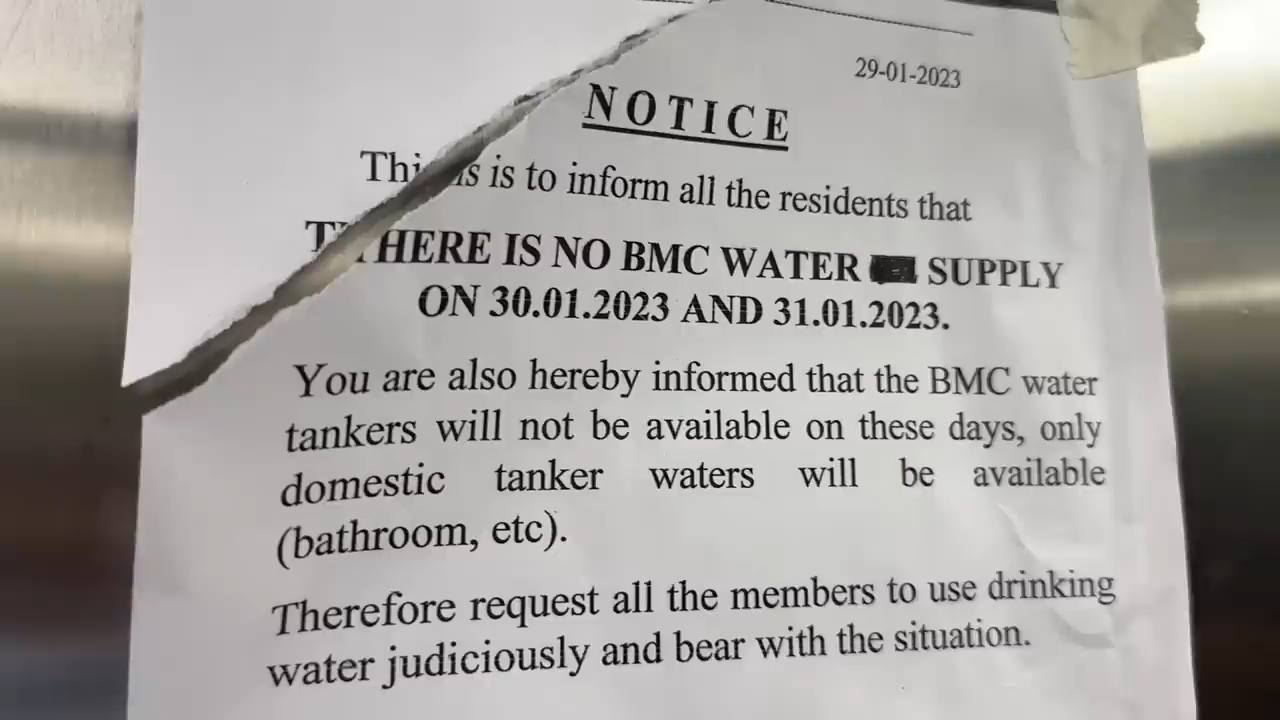 29-01-2023
NOTICE
This is to inform all the residents that
THERE IS NO BMC WATER SUPPLY
ON 30.01.2023 AND 31.01.2023.
You are also hereby informed that the BMC water
tankers will not be available on these days, only
domestic tanker waters will be available
(bathroom, etc).
Therefore request all the members to use drinking
water judiciously and bear with the situation.